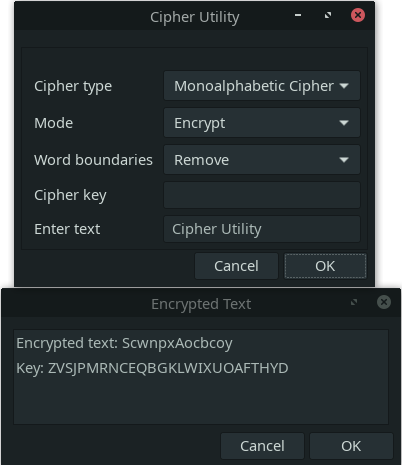 Cipher Utility
Cipher type Monoalphabetic Cipher
Mode Encrypt
Word boundaries Remove
Cipher key
Enter text Cipher Utility
Cancel OK
Encrypted Text
Encrypted text: ScwnpxAocbcoy
Key: ZVSJPMRNCEQBGKLWIXUOAFTHYD
Cancel OK